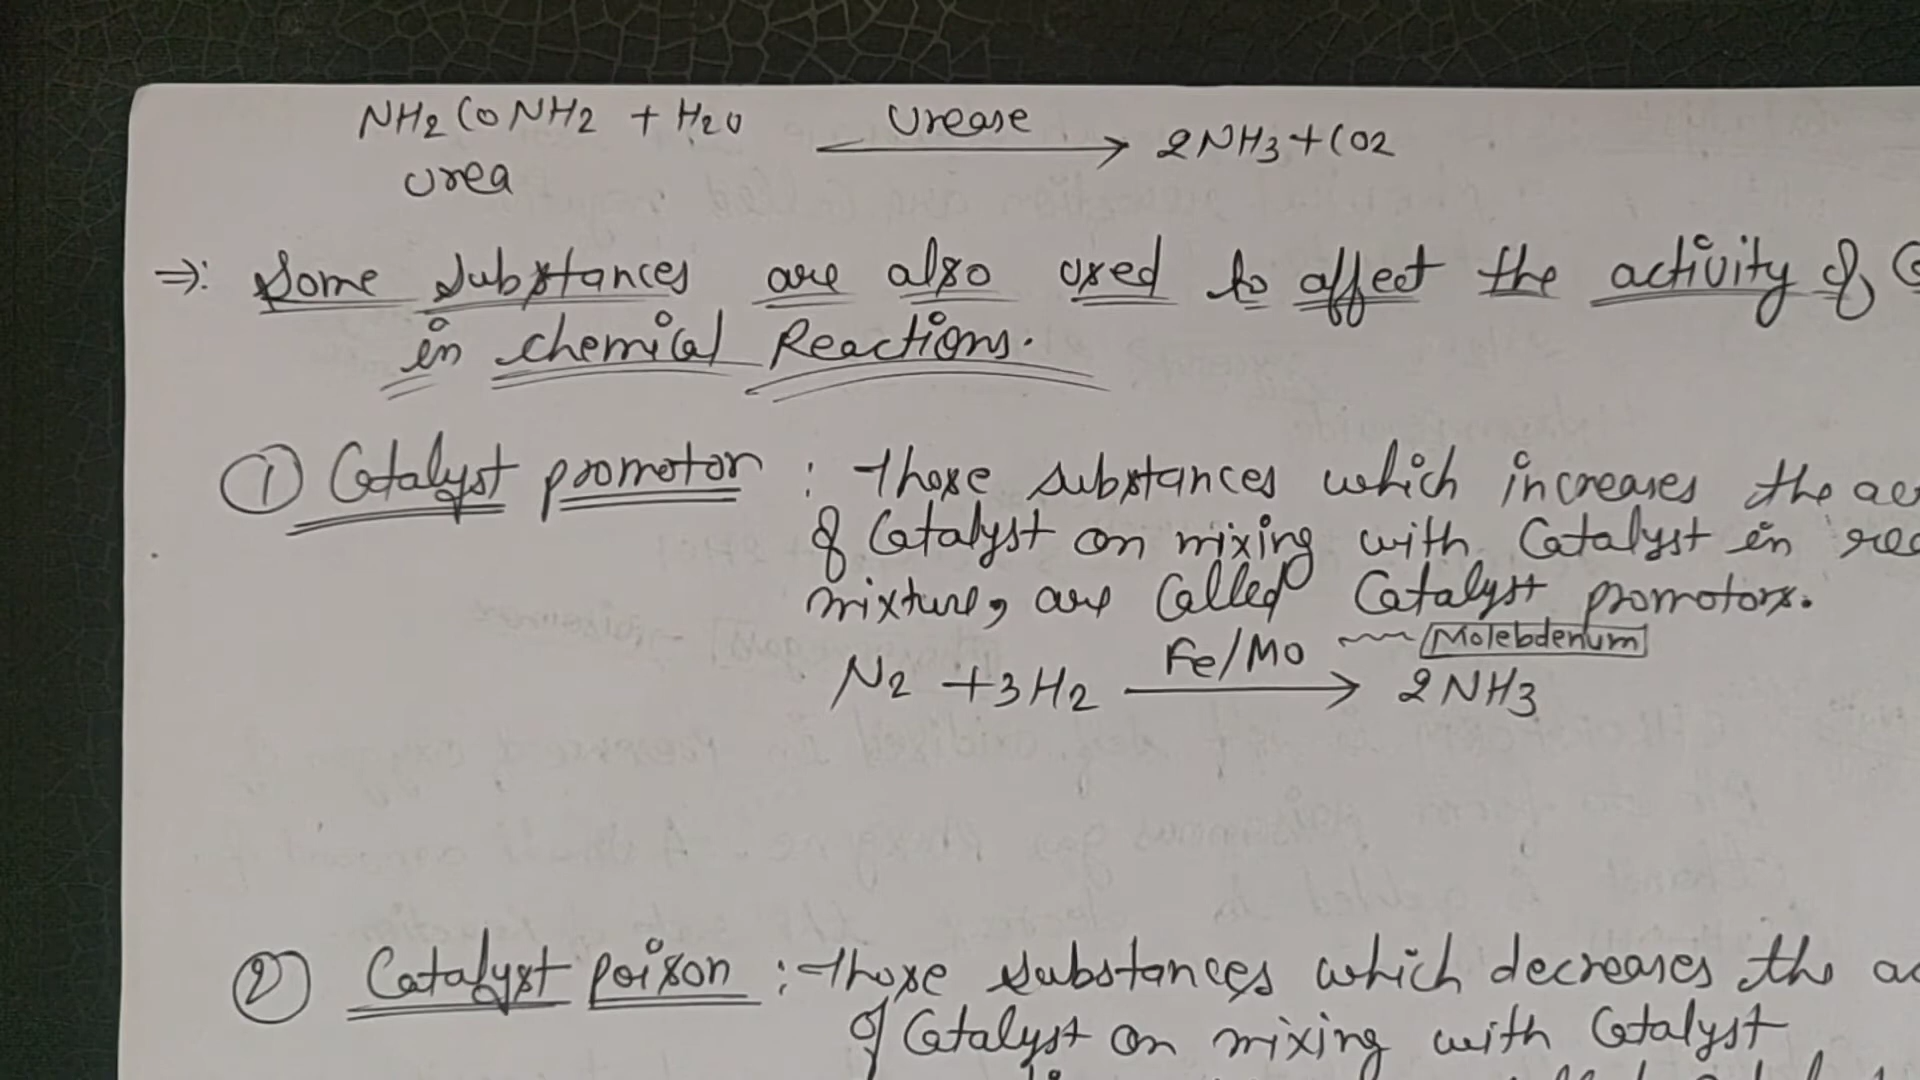 NH2CONH2 + H2O Urease → 2NH3 + CO2
Urea
⇒: Some substances are also used to affect the activity of
in chemical Reactions.
① Catalyst promotor : Those substances which increases the
of Catalyst on mixing with Catalyst in
mixture, are Called Catalyst promotors.
Fe/Mo Molebdenum
N2 + 3H2 → 2NH3
② Catalyst poison : Those substances which decreases the
of Catalyst on mixing with Catalyst